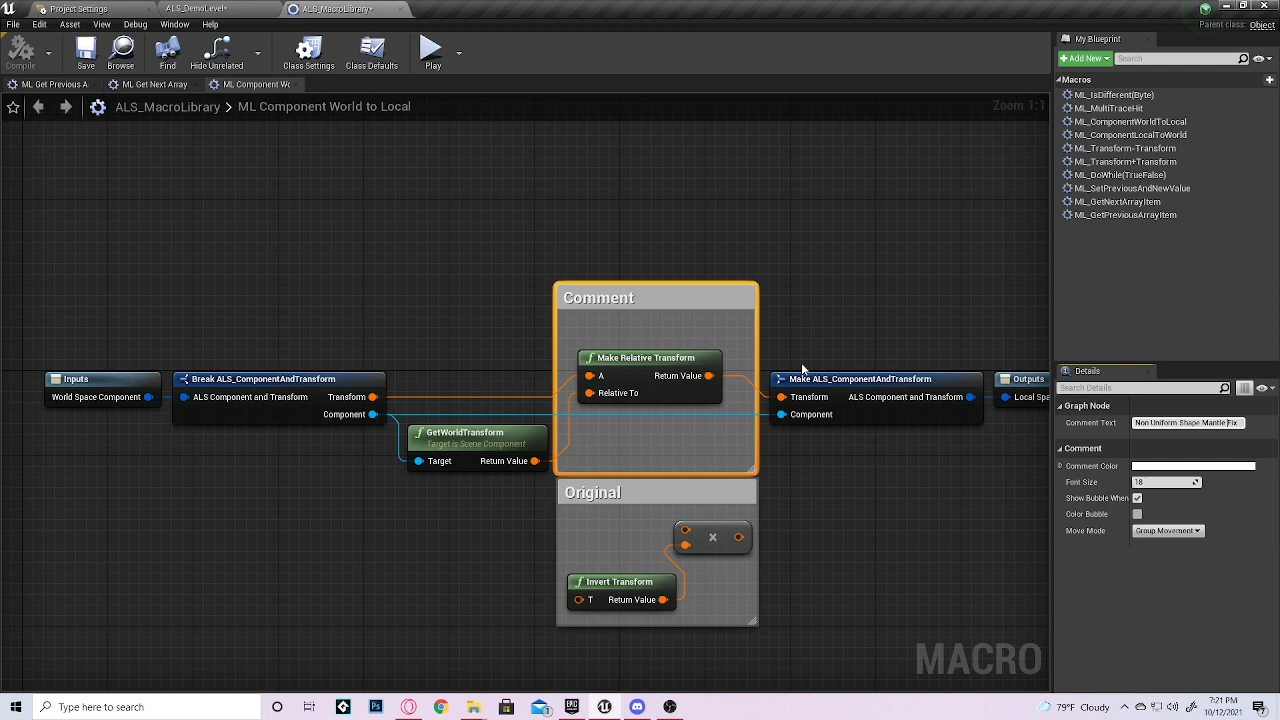 Project Settings
ALS_DemoLevel*
ALS_MacroLibrary*
Parent class: Object
File
Edit
Asset
View
Debug
Window
Help
My Blueprint
Compile
Save
Browse
Find
Hide Unrelated
Class Settings
Class Defaults
Play
+Add New
Search
Macros
ML Get Previous A
ML Get Next Array
ML Component Wo
ALS_MacroLibrary > ML Component World to Local
Zoom 1:1
ML_IsDifferent(Byte)
ML_MultiTraceHit
ML_ComponentWorldToLocal
ML_ComponentLocalToWorld
ML_Transform-Transform
ML_Transform+Transform
ML_DoWhile(TrueFalse)
ML_SetPreviousAndNewValue
ML_GetNextArrayItem
ML_GetPreviousArrayItem
Comment
Make Relative Transform
A
Return Value
Relative To
Inputs
World Space Component
Break ALS_ComponentAndTransform
ALS Component and Transform
Transform
Component
GetWorldTransform
Target is Scene Component
Target
Return Value
Make ALS_ComponentAndTransform
Transform
ALS Component and Transform
Component
Outputs
Local Spa
Original
Invert Transform
T
Return Value
MACRO
Details
Search Details
Graph Node
Comment Text
Non Uniform Shape Mantle Fix
Comment
Comment Color
Font Size
18
Show Bubble When
Color Bubble
Move Mode
Group Movement
Type here to search
79°F Cloudy
7:21 PM
10/12/2021